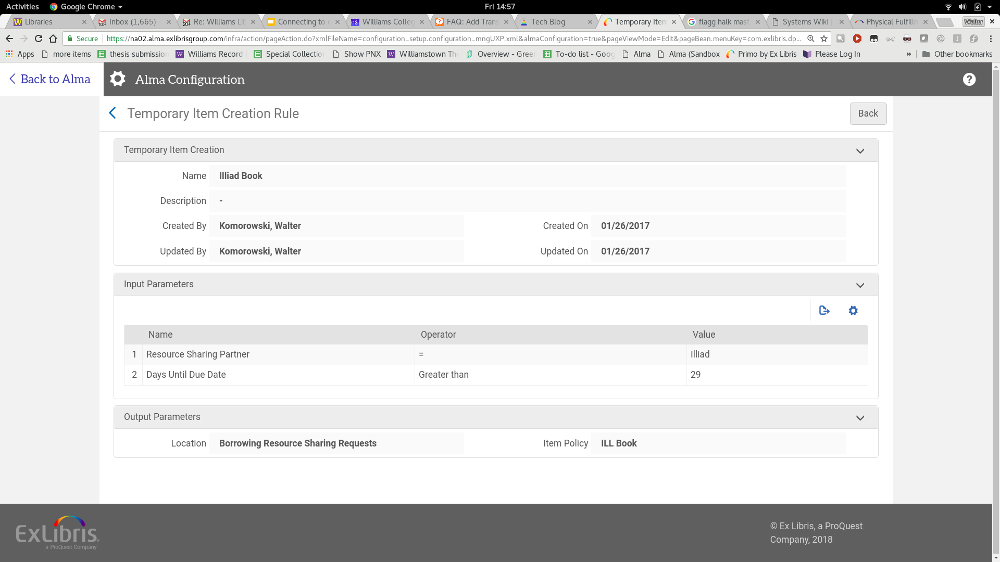 Activities Google Chrome Fri 14:57
Libraries Inbox (1,665) - Re: Williams Lib Connecting to Williams Colleg FAQ: Add Trans Tech Blog Temporary Item flagg halk mast Systems Wiki | Physical Fulfillm Walter
Secure | https://na02.alma.exlibrisgroup.com/infra/action/pageAction.do?xmlFileName=configuration_setup.configuration_mngUXP.xml&almaConfiguration=true&pageViewMode=Edit&pageBean.menuKey=com.exlibris.dp...
Apps more items thesis submission Williams Record Special Collection Show PNX Williamstown The Overview - Green To-do list - Goog Alma Alma (Sandbox Primo by Ex Libris Please Log In » Other bookmarks
Back to Alma Alma Configuration ?
Temporary Item Creation Rule Back
Temporary Item Creation
Name Illiad Book
Description -
Created By Komorowski, Walter Created On 01/26/2017
Updated By Komorowski, Walter Updated On 01/26/2017
Input Parameters
Name Operator Value
1 Resource Sharing Partner = Illiad
2 Days Until Due Date Greater than 29
Output Parameters
Location Borrowing Resource Sharing Requests Item Policy ILL Book
ExLibris
a ProQuest Company
© Ex Libris, a ProQuest
Company, 2018